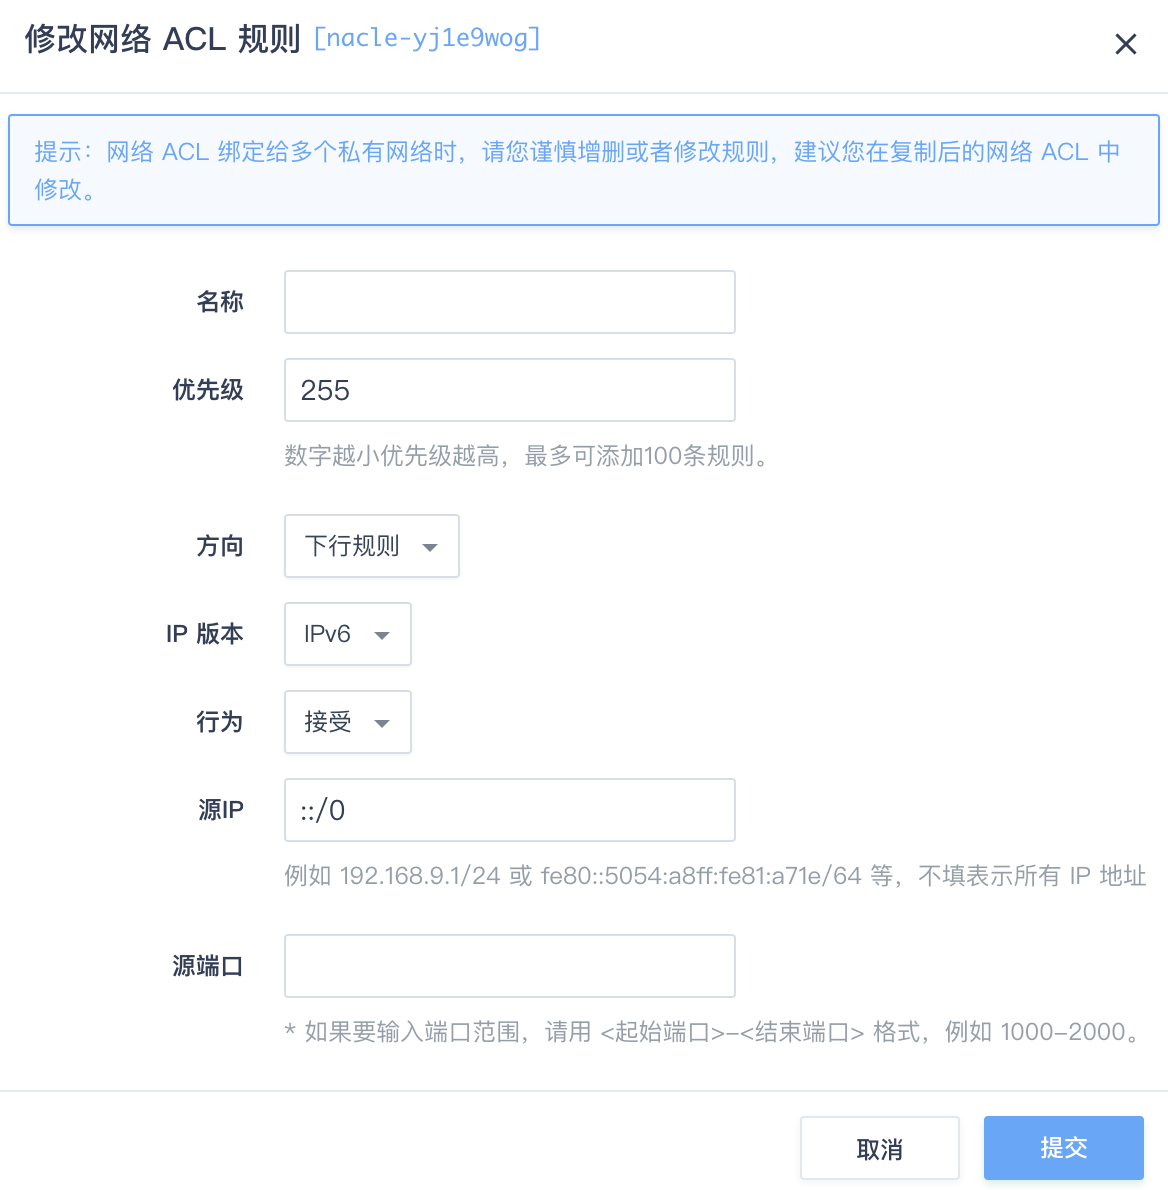 修改网络 ACL 规则 [nacle-yj1e9wog]
提示：网络 ACL 绑定给多个私有网络时，请您谨慎增删或者修改规则，建议您在复制后的网络 ACL 中
修改。
名称
优先级 255
数字越小优先级越高，最多可添加100条规则。
方向 下行规则
IP 版本 IPv6
行为 接受
源IP ::/0
例如 192.168.9.1/24 或 fe80::5054:a8ff:fe81:a71e/64 等，不填表示所有 IP 地址
源端口
* 如果要输入端口范围，请用 <起始端口>-<结束端口> 格式，例如 1000-2000。
取消 提交